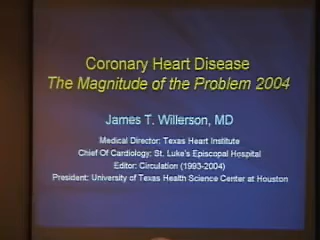 Coronary Heart Disease
The Magnitude of the Problem 2004
James T. Willerson, MD
Medical Director: Texas Heart Institute
Chief Of Cardiology: St. Luke's Episcopal Hospital
Editor: Circulation (1993-2004)
President: University of Texas Health Science Center at Houston